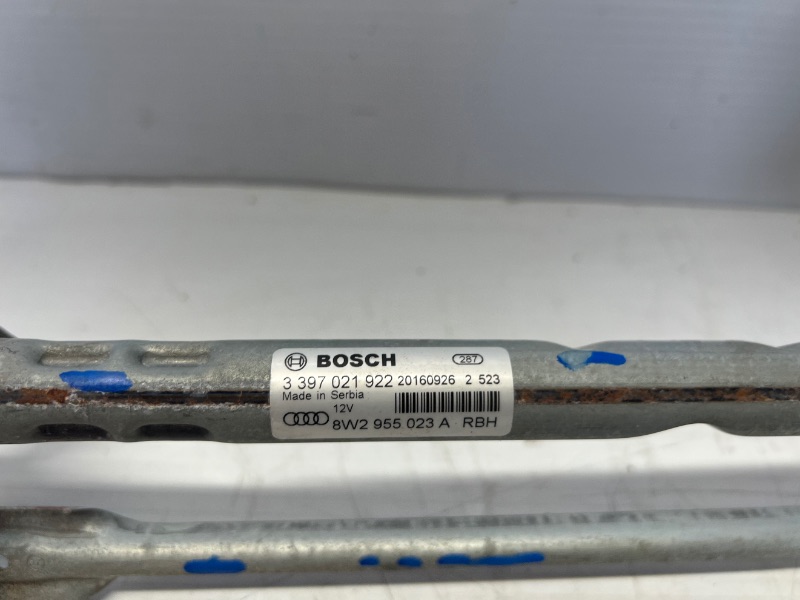 BOSCH 287
3 397 021 922 20160926 2 523
Made in Serbia
12V
8W2 955 023 A RBH